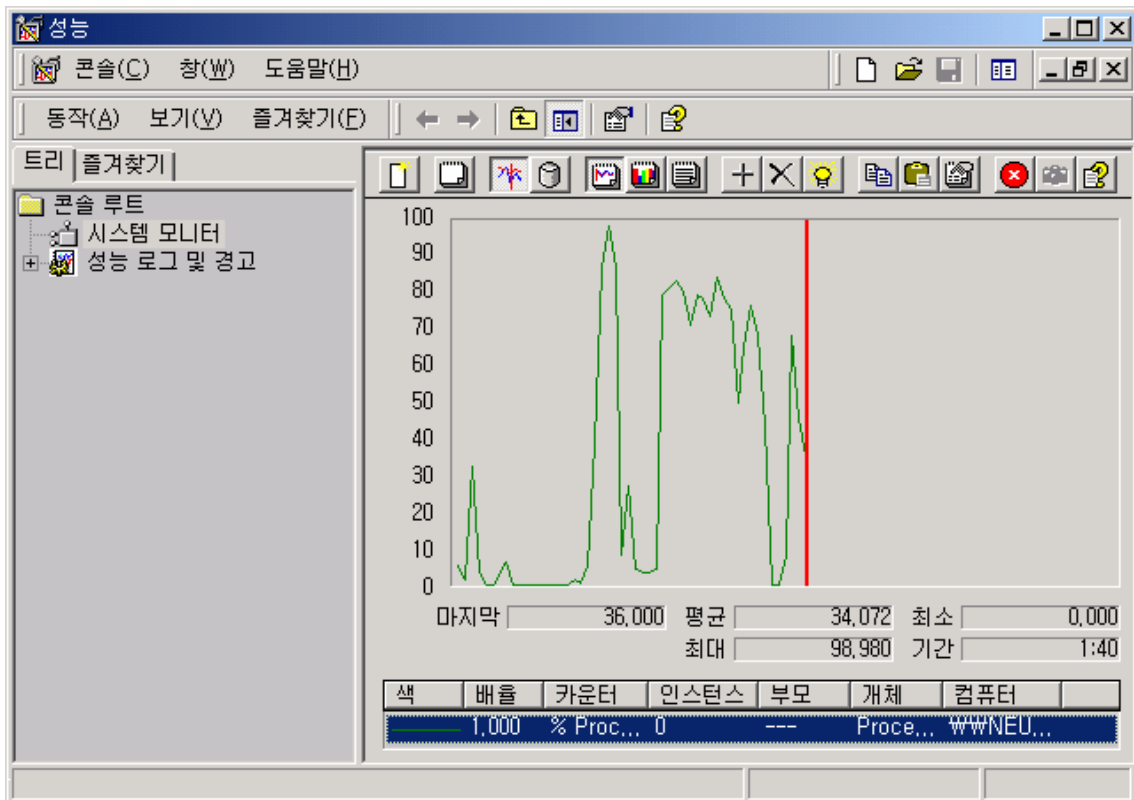 성능
콘솔(C) 창(W) 도움말(H)
동작(A) 보기(V) 즐겨찾기(F)
트리 즐겨찾기
콘솔 루트
시스템 모니터
성능 로그 및 경고
100
90
80
70
60
50
40
30
20
10
0
마지막 36,000 평균 34,072 최소 0,000
최대 98,980 기간 1:40
색 배율 카운터 인스턴스 부모 개체 컴퓨터
1,000 % Proc,,, 0 --- Proce,,, ₩₩NEU,,,